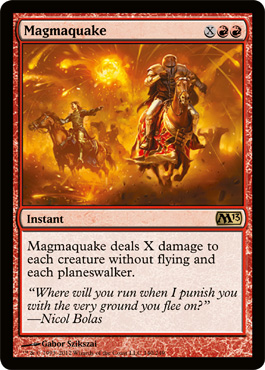 Magmaquake X R R
Instant M13
Magmaquake deals X damage to
each creature without flying and
each planeswalker.
“Where will you run when I punish you
with the very ground you flee on?”
—Nicol Bolas
Gabor Szikszai